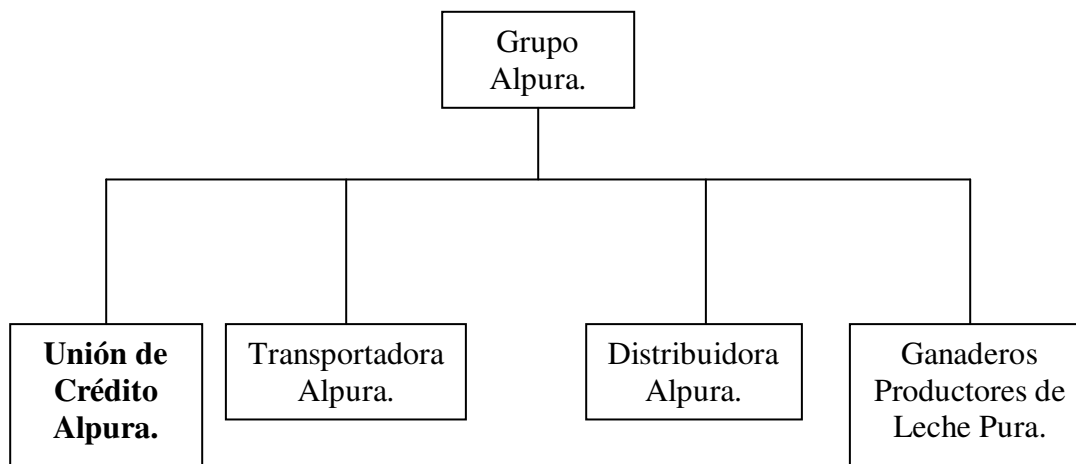 Grupo
Alpura.
Unión de
Crédito
Alpura.
Transportadora
Alpura.
Distribuidora
Alpura.
Ganaderos
Productores de
Leche Pura.